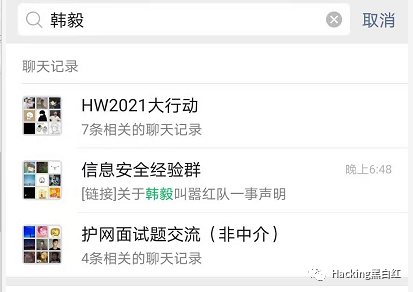 韩毅 取消
聊天记录
HW2021大行动
7条相关的聊天记录
信息安全经验群 晚上6:48
[链接]关于韩毅叫嚣红队一事声明
护网面试题交流（非中介）
4条相关的聊天记录
Hacking黑白红